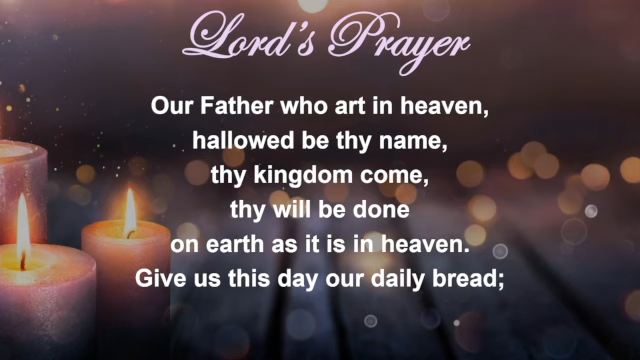 Lord's Prayer
Our Father who art in heaven,
hallowed be thy name,
thy kingdom come,
thy will be done
on earth as it is in heaven.
Give us this day our daily bread;